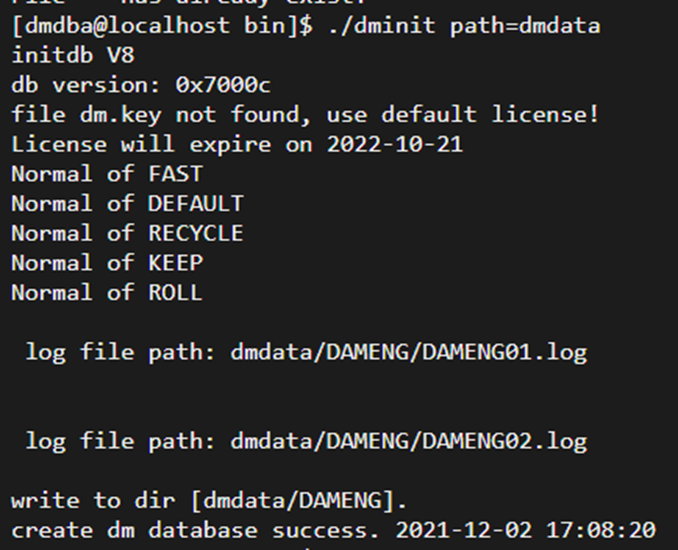 [dmdba@localhost bin]$ ./dminit path=dmdata
initdb V8
db version: 0x7000c
file dm.key not found, use default license!
License will expire on 2022-10-21
Normal of FAST
Normal of DEFAULT
Normal of RECYCLE
Normal of KEEP
Normal of ROLL
log file path: dmdata/DAMENG/DAMENG01.log
log file path: dmdata/DAMENG/DAMENG02.log
write to dir [dmdata/DAMENG].
create dm database success. 2021-12-02 17:08:20